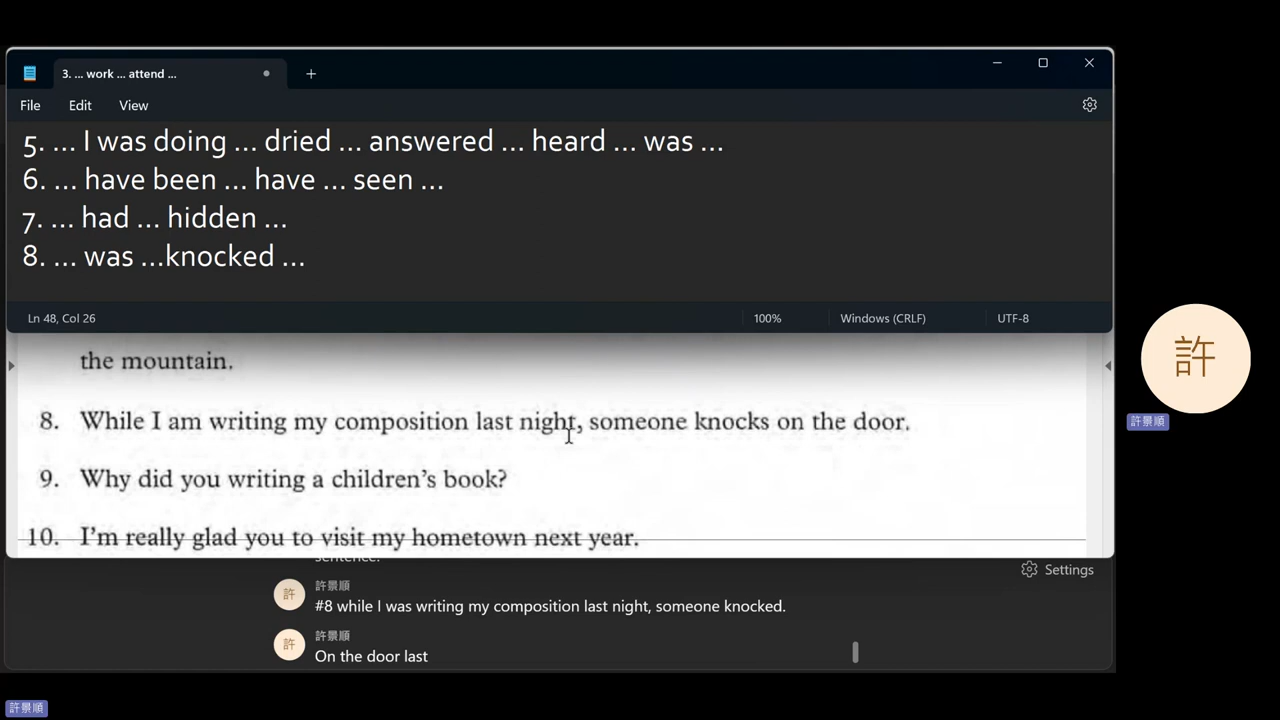 3. ... work ... attend ...
File Edit View
5. ... I was doing ... dried ... answered ... heard ... was ...
6. ... have been ... have ... seen ...
7. ... had ... hidden ...
8. ... was ...knocked ...
Ln 48, Col 26 100% Windows (CRLF) UTF-8
the mountain.
8. While I am writing my composition last night, someone knocks on the door.
9. Why did you writing a children's book?
10. I'm really glad you to visit my hometown next year.
sentence.
Settings
許 許景順
#8 while I was writing my composition last night, someone knocked.
許 許景順
On the door last
許
許景順
許景順